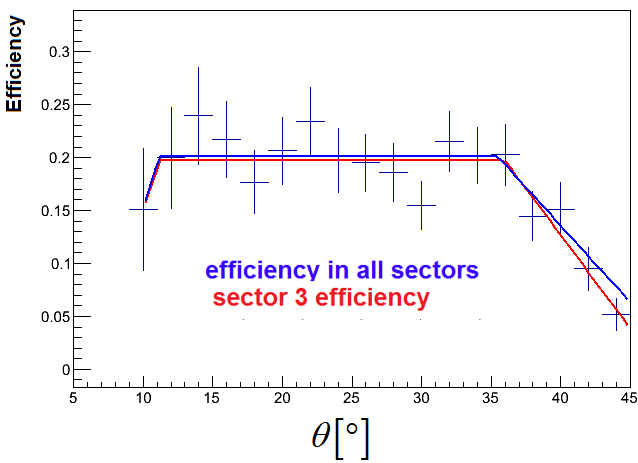 Efficiency
0.3
0.25
0.2
0.15
0.1
0.05
0
efficiency in all sectors
sector 3 efficiency
5 10 15 20 25 30 35 40 45
θ[°]